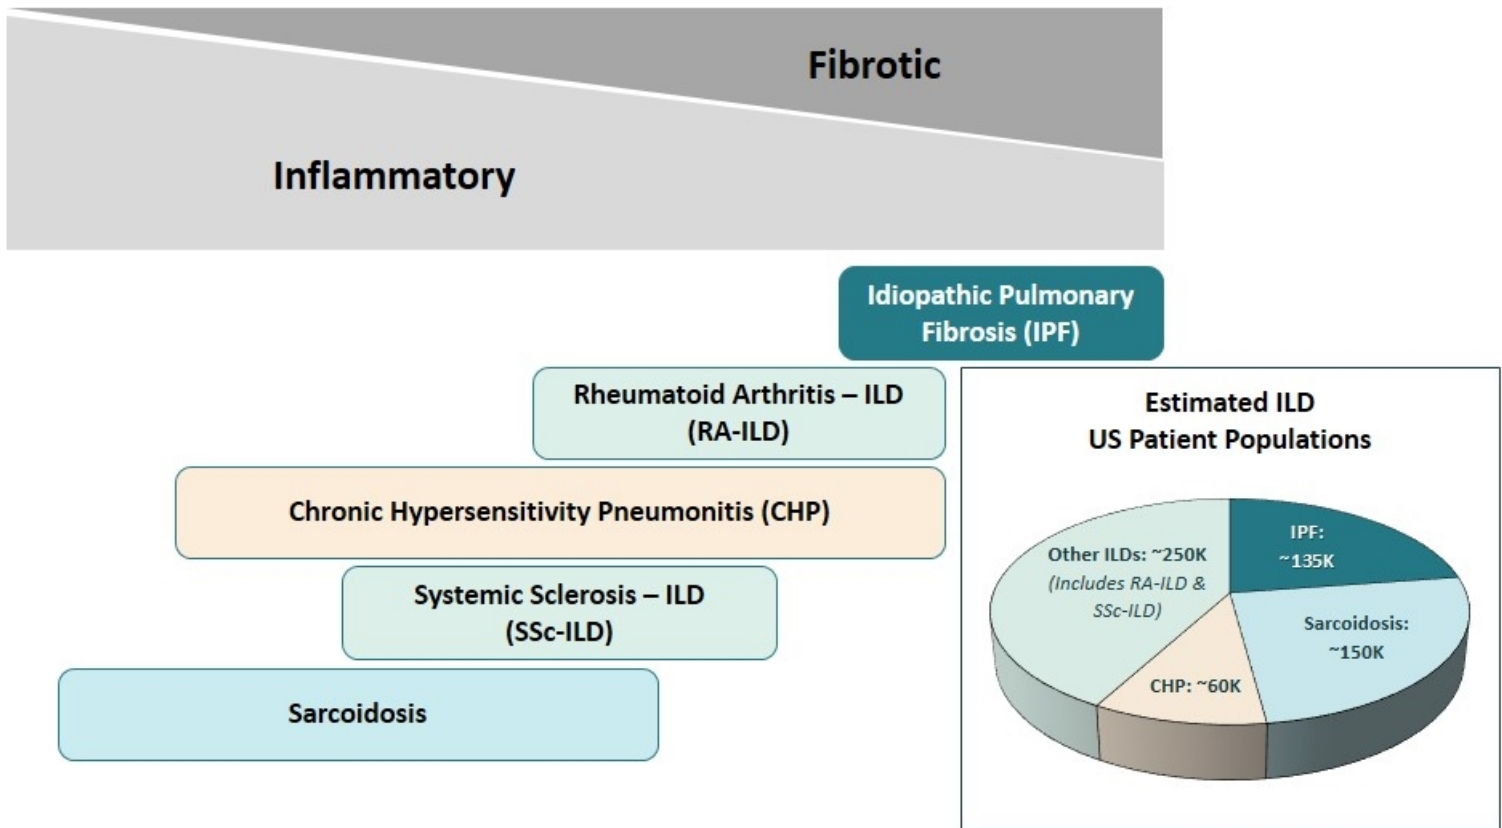 Fibrotic
Inflammatory
Idiopathic Pulmonary
Fibrosis (IPF)
Rheumatoid Arthritis – ILD
(RA-ILD)
Chronic Hypersensitivity Pneumonitis (CHP)
Systemic Sclerosis – ILD
(SSc-ILD)
Sarcoidosis
Estimated ILD
US Patient Populations
IPF:
~135K
Other ILDs: ~250K
(Includes RA-ILD &
SSc-ILD)
Sarcoidosis:
~150K
CHP: ~60K